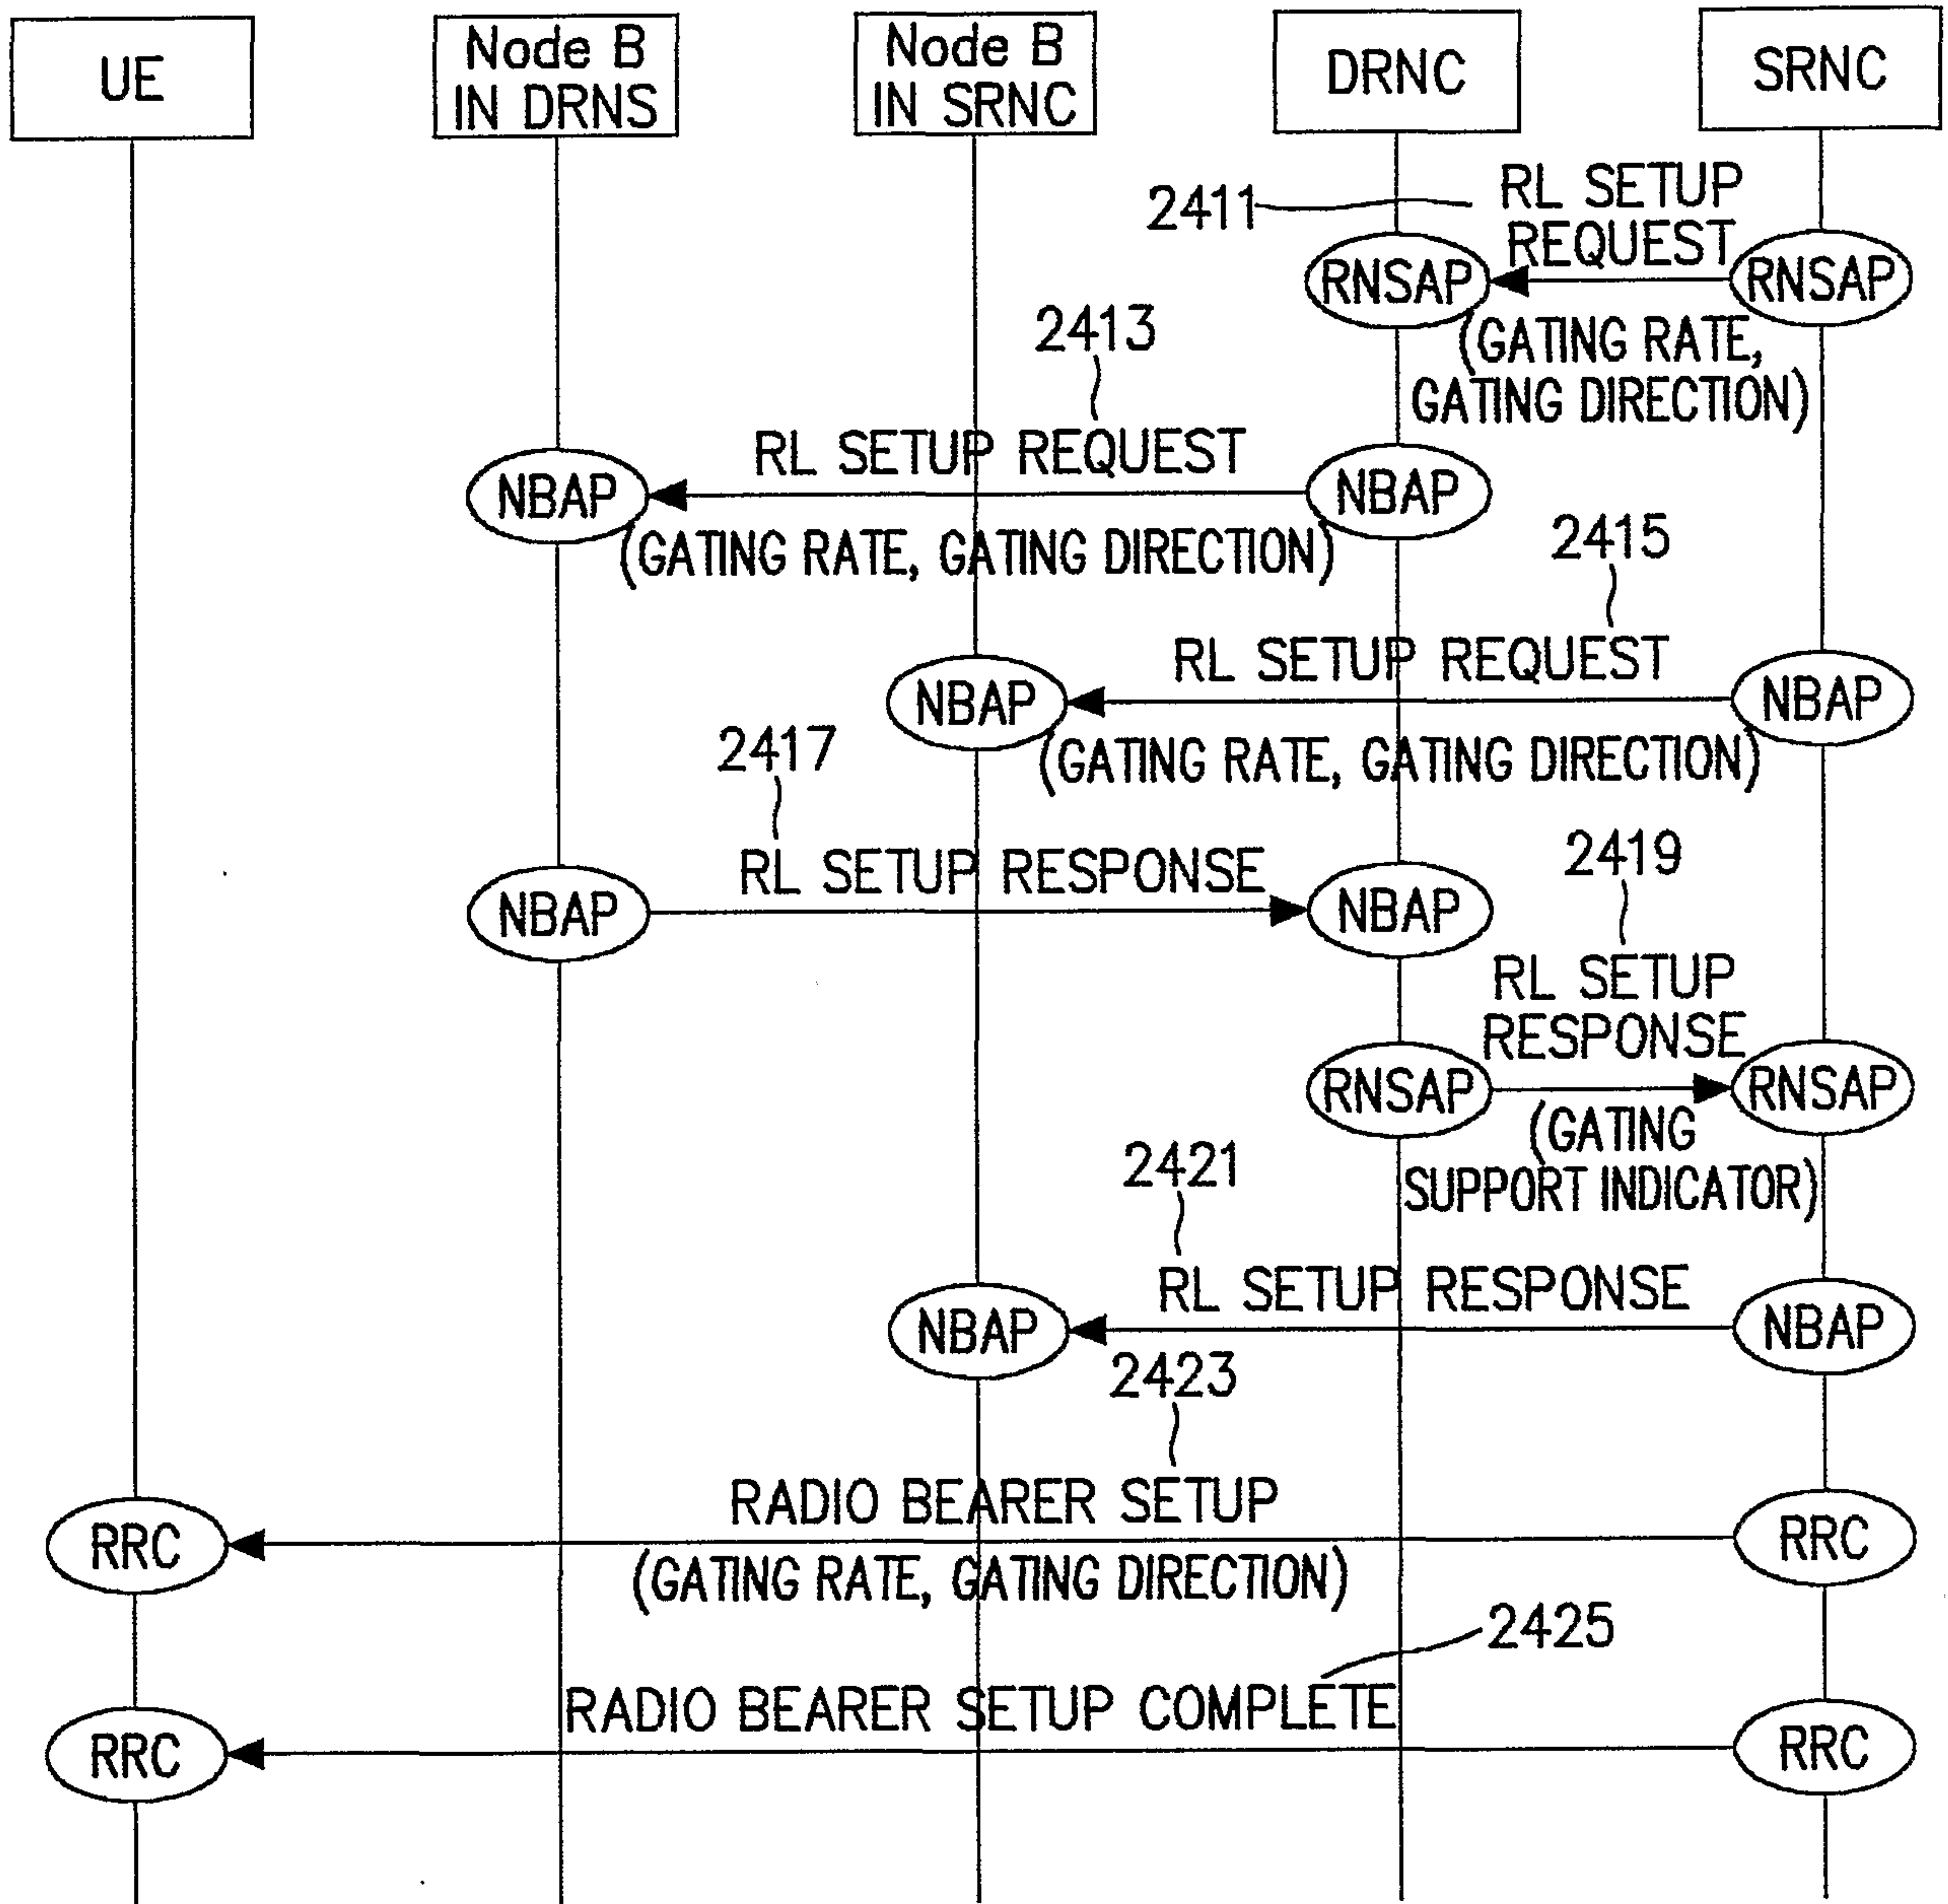 UE
Node B
IN DRNS
Node B
IN SRNC
DRNC
SRNC
2411
RL SETUP
REQUEST
RNSAP
RNSAP
(GATING RATE,
GATING DIRECTION)
2413
RL SETUP REQUEST
NBAP
NBAP
(GATING RATE, GATING DIRECTION)
2415
RL SETUP REQUEST
NBAP
NBAP
(GATING RATE, GATING DIRECTION)
2417
RL SETUP RESPONSE
NBAP
NBAP
2419
RL SETUP
RESPONSE
RNSAP
RNSAP
(GATING
SUPPORT INDICATOR)
2421
RL SETUP RESPONSE
NBAP
NBAP
2423
RADIO BEARER SETUP
RRC
RRC
(GATING RATE, GATING DIRECTION)
2425
RADIO BEARER SETUP COMPLETE
RRC
RRC